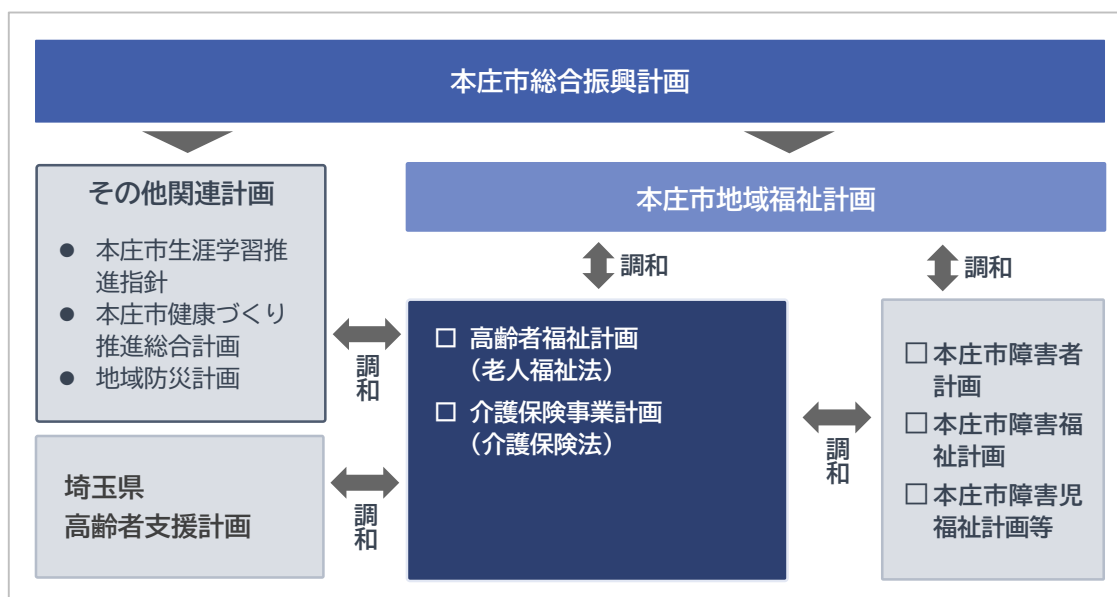 本庄市総合振興計画
その他関連計画
● 本庄市生涯学習推
進指針
● 本庄市健康づくり
推進総合計画
● 地域防災計画
本庄市地域福祉計画
調和
調和
調和
□ 高齢者福祉計画
（老人福祉法）
□ 介護保険事業計画
（介護保険法）
調和
□本庄市障害者
計画
□本庄市障害福
祉計画
□本庄市障害児
福祉計画等
埼玉県
高齢者支援計画
調和